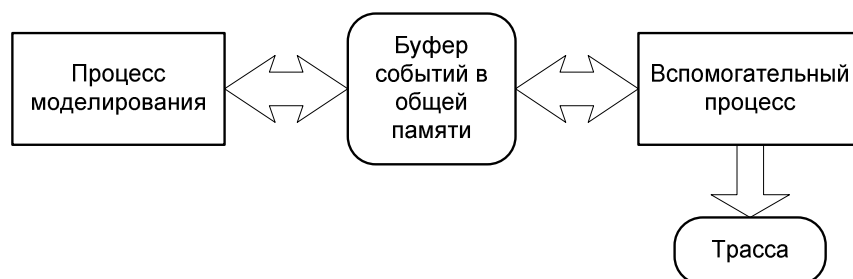 Процесс
моделирования
Буфер
событий в
общей
памяти
Вспомогательный
процесс
Трасса